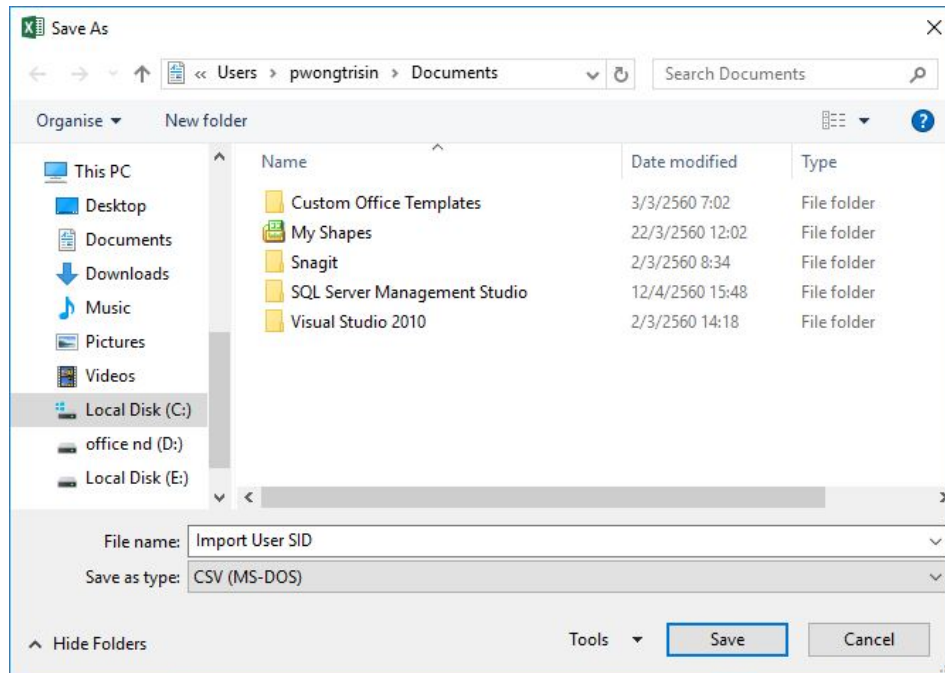 Save As
« Users › pwongtrisin › Documents
Search Documents
Organise
New folder
This PC
Desktop
Documents
Downloads
Music
Pictures
Videos
Local Disk (C:)
office nd (D:)
Local Disk (E:)
Name Date modified Type
Custom Office Templates 3/3/2560 7:02 File folder
My Shapes 22/3/2560 12:02 File folder
Snagit 2/3/2560 8:34 File folder
SQL Server Management Studio 12/4/2560 15:48 File folder
Visual Studio 2010 2/3/2560 14:18 File folder
File name: Import User SID
Save as type: CSV (MS-DOS)
Hide Folders
Tools
Save
Cancel